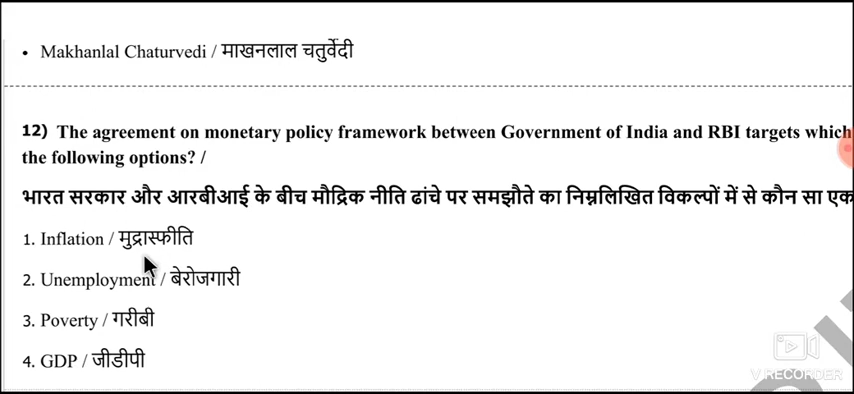 • Makhanlal Chaturvedi / माखनलाल चतुर्वेदी
12) The agreement on monetary policy framework between Government of India and RBI targets which
the following options? /
भारत सरकार और आरबीआई के बीच मौद्रिक नीति ढांचे पर समझौते का निम्नलिखित विकल्पों में से कौन सा एक
1. Inflation / मुद्रास्फीति
2. Unemployment / बेरोजगारी
3. Poverty / गरीबी
4. GDP / जीडीपी
V RECORDER